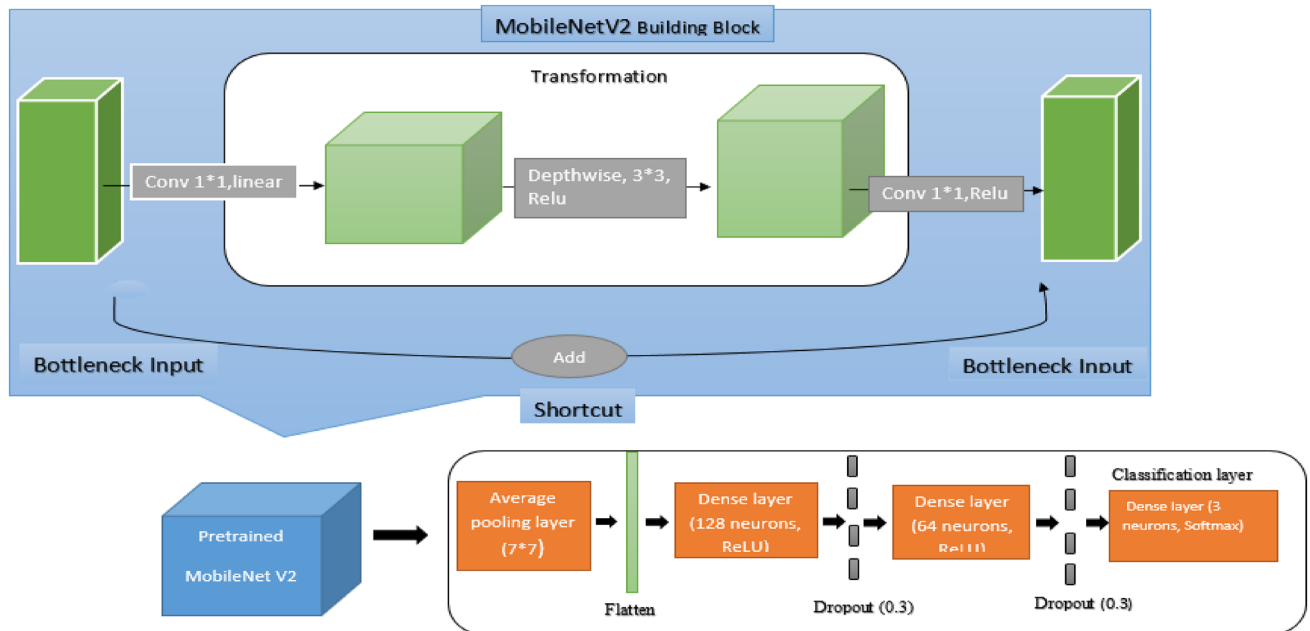 MobileNetV2 Building Block
Transformation
Conv 1*1,linear
Depthwise, 3*3,
Relu
Conv 1*1,Relu
Add
Bottleneck Input
Bottleneck Input
Shortcut
Pretrained
MobileNet V2
Average
pooling layer
(7*7)
Flatten
Dense layer
(128 neurons,
ReLU)
Dropout (0.3)
Dense layer
(64 neurons,
ReLU)
Dropout (0.3)
Classification layer
Dense layer (3
neurons, Softmax)